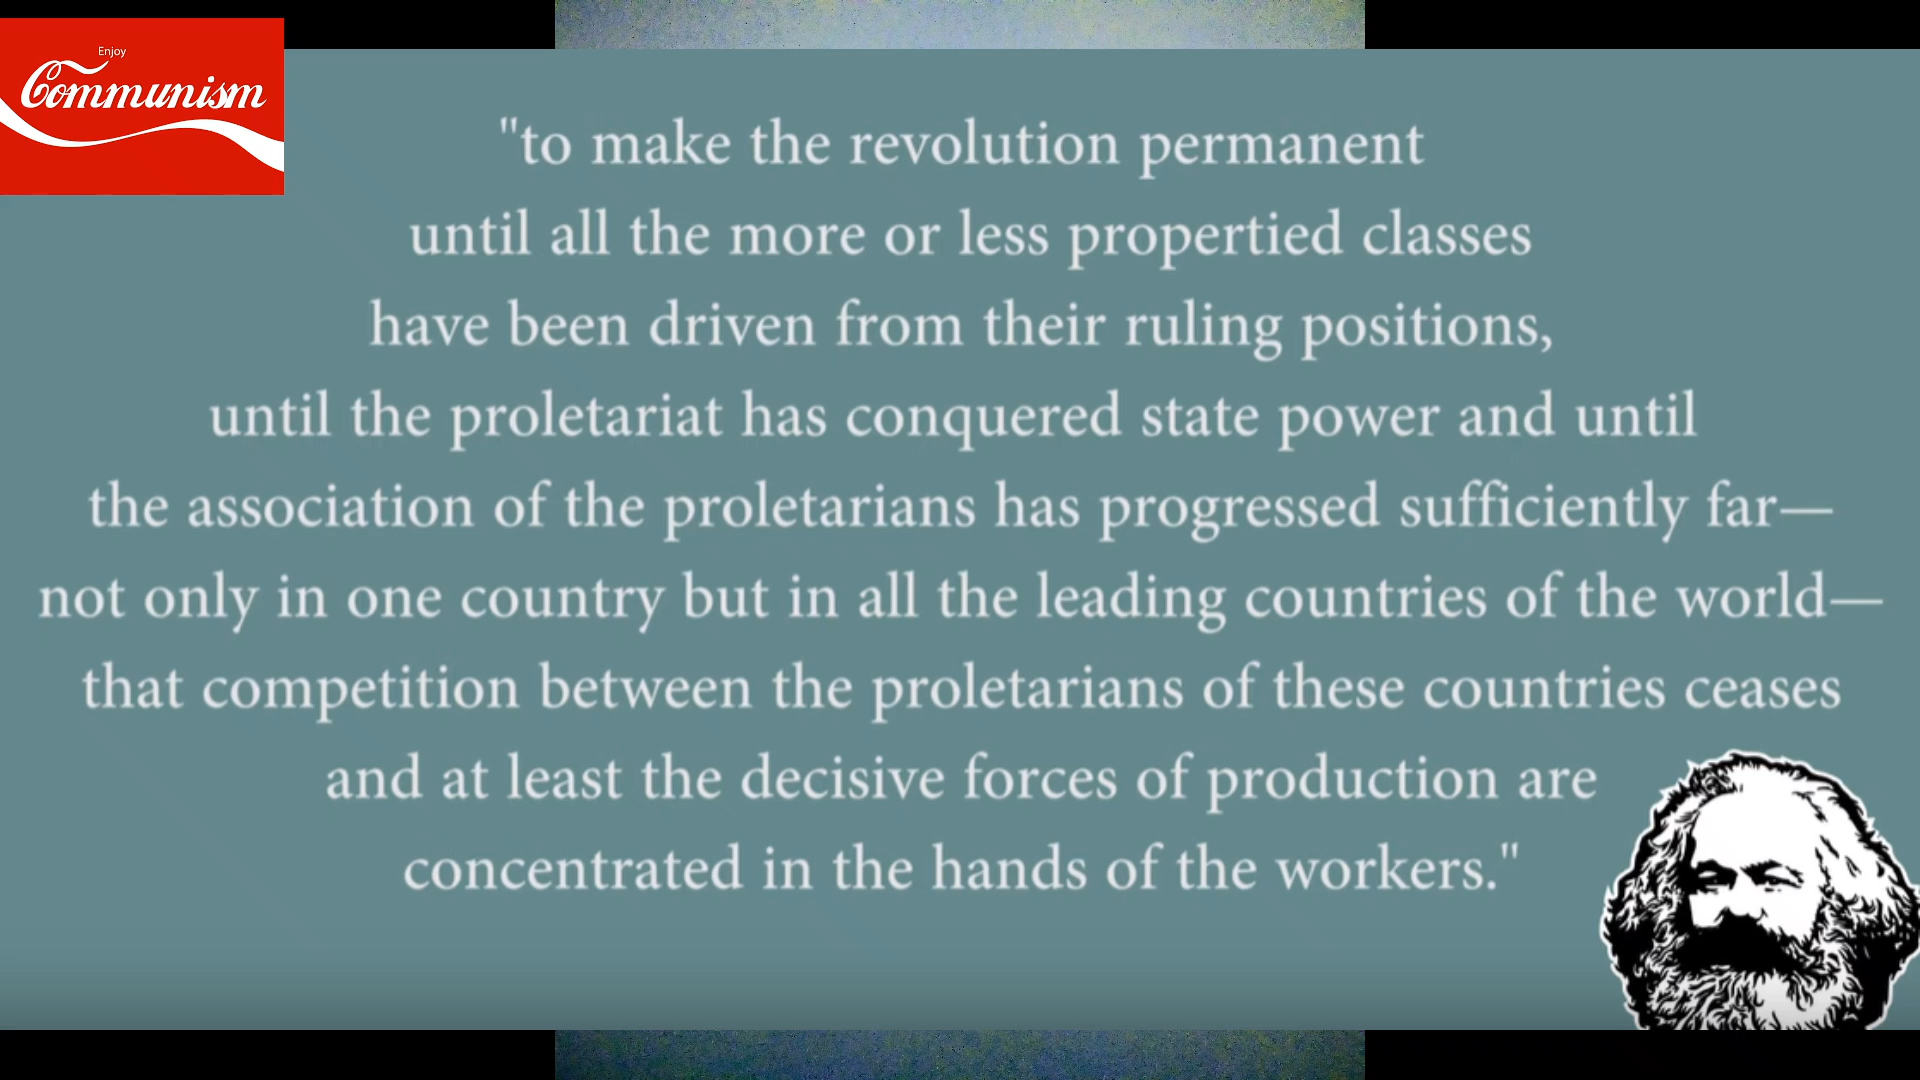 Enjoy
Communism
"to make the revolution permanent
until all the more or less propertied classes
have been driven from their ruling positions,
until the proletariat has conquered state power and until
the association of the proletarians has progressed sufficiently far—
not only in one country but in all the leading countries of the world—
that competition between the proletarians of these countries ceases
and at least the decisive forces of production are
concentrated in the hands of the workers."